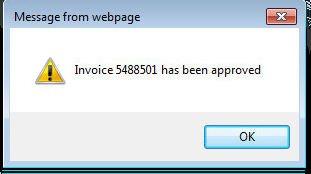 Message from webpage
Invoice 5488501 has been approved
OK